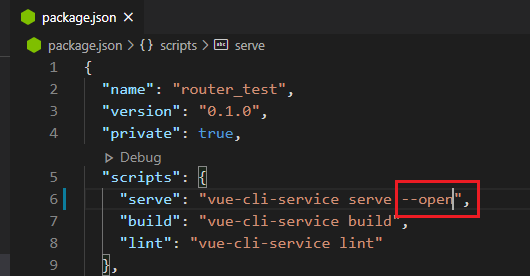 package.json ×
package.json > {} scripts > abc serve
1 {
2 "name": "router_test",
3 "version": "0.1.0",
4 "private": true,
▷ Debug
5 "scripts": {
6 "serve": "vue-cli-service serve --open",
7 "build": "vue-cli-service build",
8 "lint": "vue-cli-service lint"
9 },